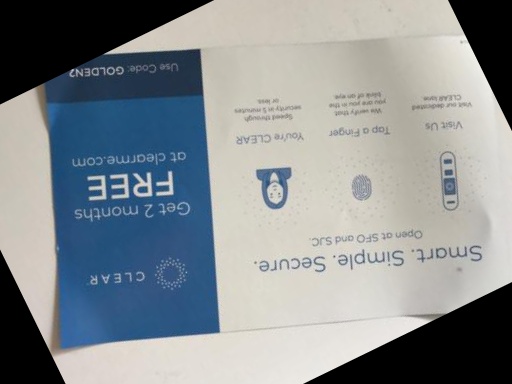 Smart. Simple. Secure.
Open at SFO and SJC.
Visit Us
Visit our dedicated
CLEAR lane.
Tap a Finger
We verify that
you are you in the
blink of an eye.
You're CLEAR
Speed through
security in 5 minutes
or less.
CLEAR
Get 2 months
FREE
at clearme.com
Use Code: GOLDEN2